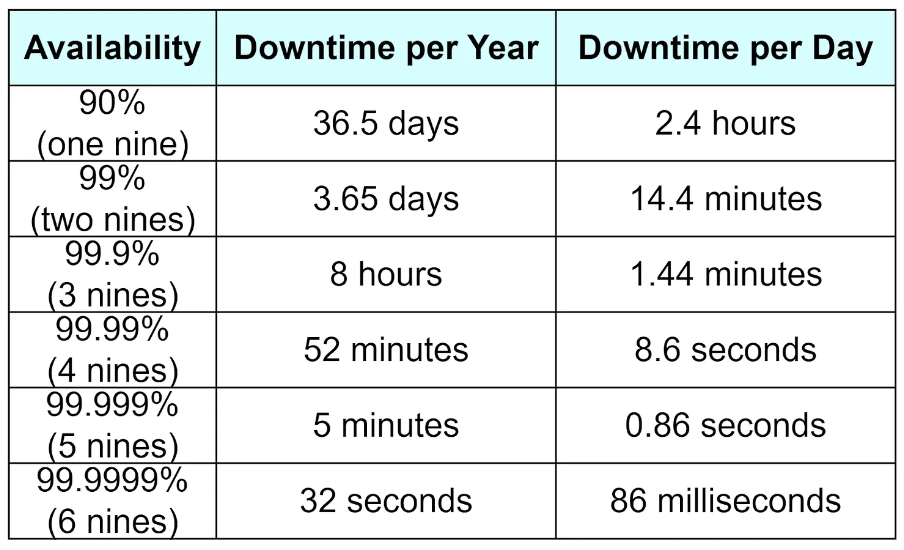 Availability Downtime per Year Downtime per Day
90%
(one nine) 36.5 days 2.4 hours
99%
(two nines) 3.65 days 14.4 minutes
99.9%
(3 nines) 8 hours 1.44 minutes
99.99%
(4 nines) 52 minutes 8.6 seconds
99.999%
(5 nines) 5 minutes 0.86 seconds
99.9999%
(6 nines) 32 seconds 86 milliseconds